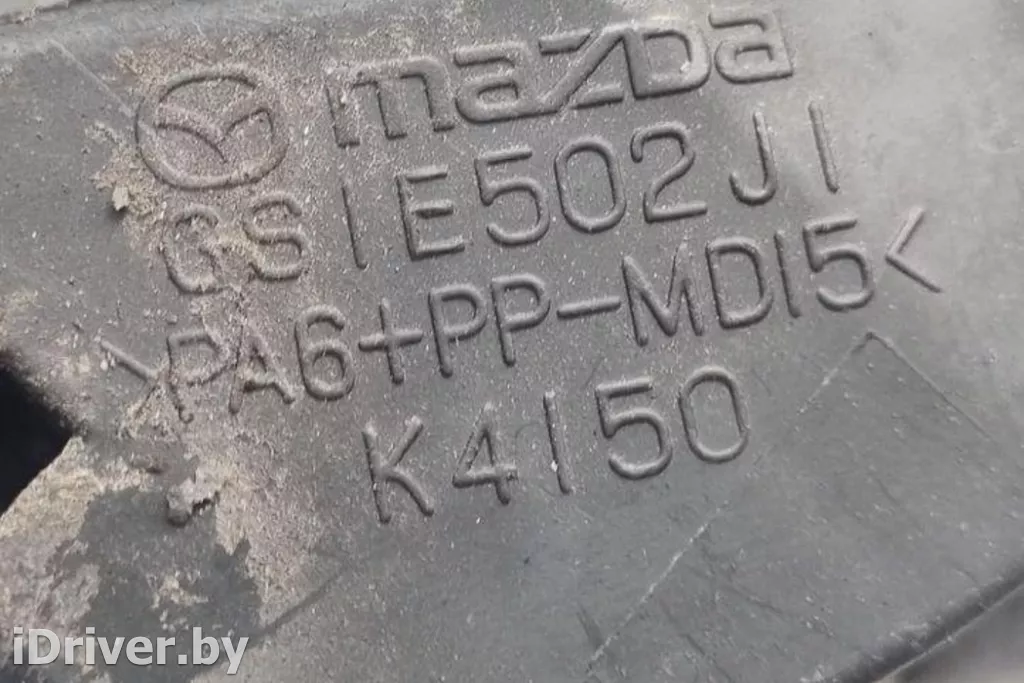 mazda
GS1E502J1
>PA6+PP-MD15<
K4150
iDriver.by